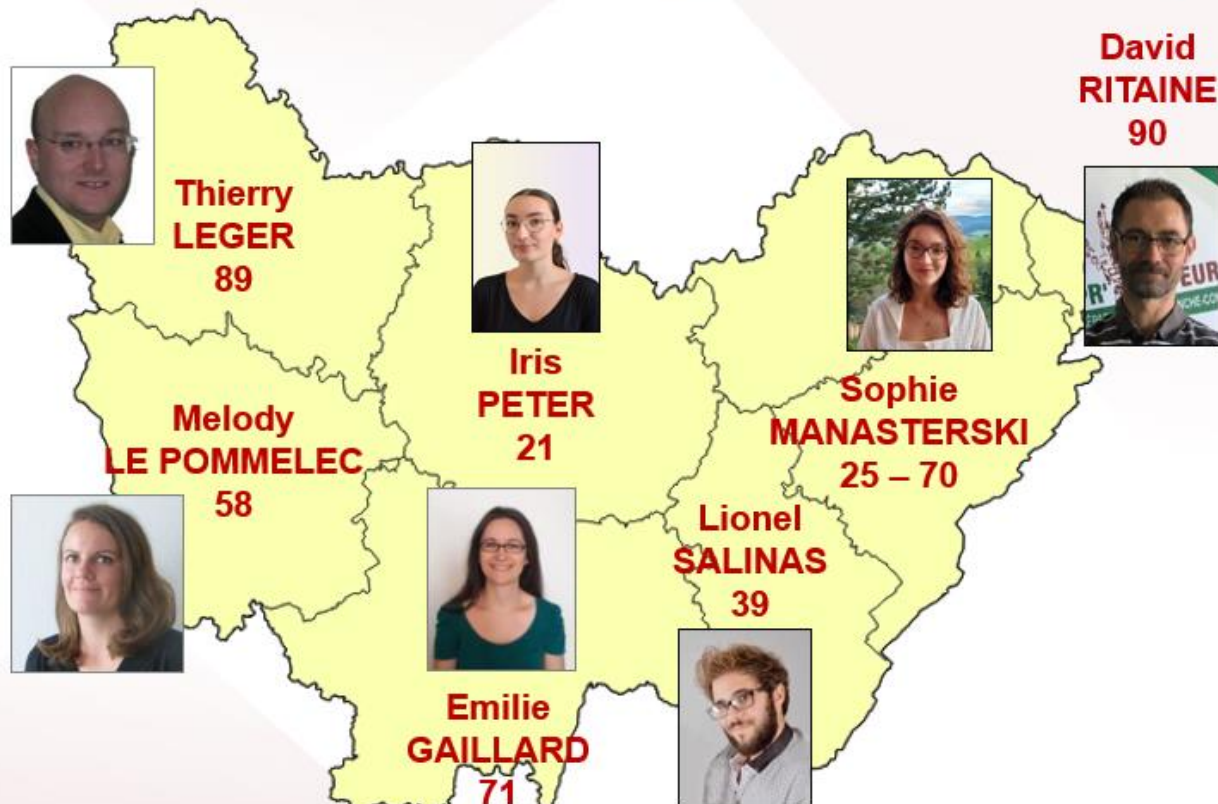 David
RITAINE
90
Thierry
LEGER
89
Iris
PETER
21
Sophie
MANASTERSKI
25 – 70
Melody
LE POMMELEC
58
Lionel
SALINAS
39
Emilie
GAILLARD
71